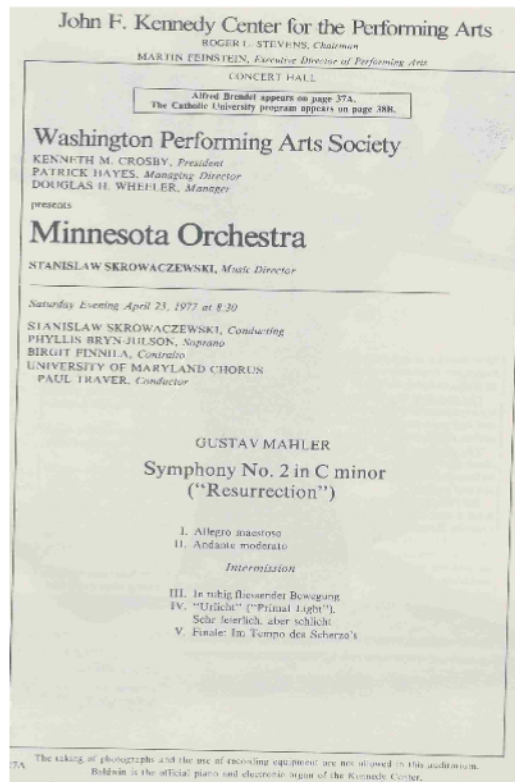 John F. Kennedy Center for the Performing Arts
ROGER L. STEVENS, Chairman
MARTIN FEINSTEIN, Executive Director of Performing Arts
CONCERT HALL
Alfred Brendel appears on page 37A.
The Catholic University program appears on page 38B.
Washington Performing Arts Society
KENNETH M. CROSBY, President
PATRICK HAYES, Managing Director
DOUGLAS H. WHEELER, Manager
presents
Minnesota Orchestra
STANISLAW SKROWACZEWSKI, Music Director
Saturday Evening April 23, 1977 at 8:30
STANISLAW SKROWACZEWSKI, Conducting
PHYLLIS BRYN-JULSON, Soprano
BIRGIT FINNILA, Contralto
UNIVERSITY OF MARYLAND CHORUS
PAUL TRAVER, Conductor
GUSTAV MAHLER
Symphony No. 2 in C minor
("Resurrection")
I. Allegro maestoso
II. Andante moderato
Intermission
III. In ruhig fliessender Bewegung
IV. "Urlicht" ("Primal Light").
Sehr feierlich, aber schlicht
V. Finale: Im Tempo des Scherzo's
37A The taking of photographs and the use of recording equipment are not allowed in this auditorium.
Baldwin is the official piano and electronic organ of the Kennedy Center.